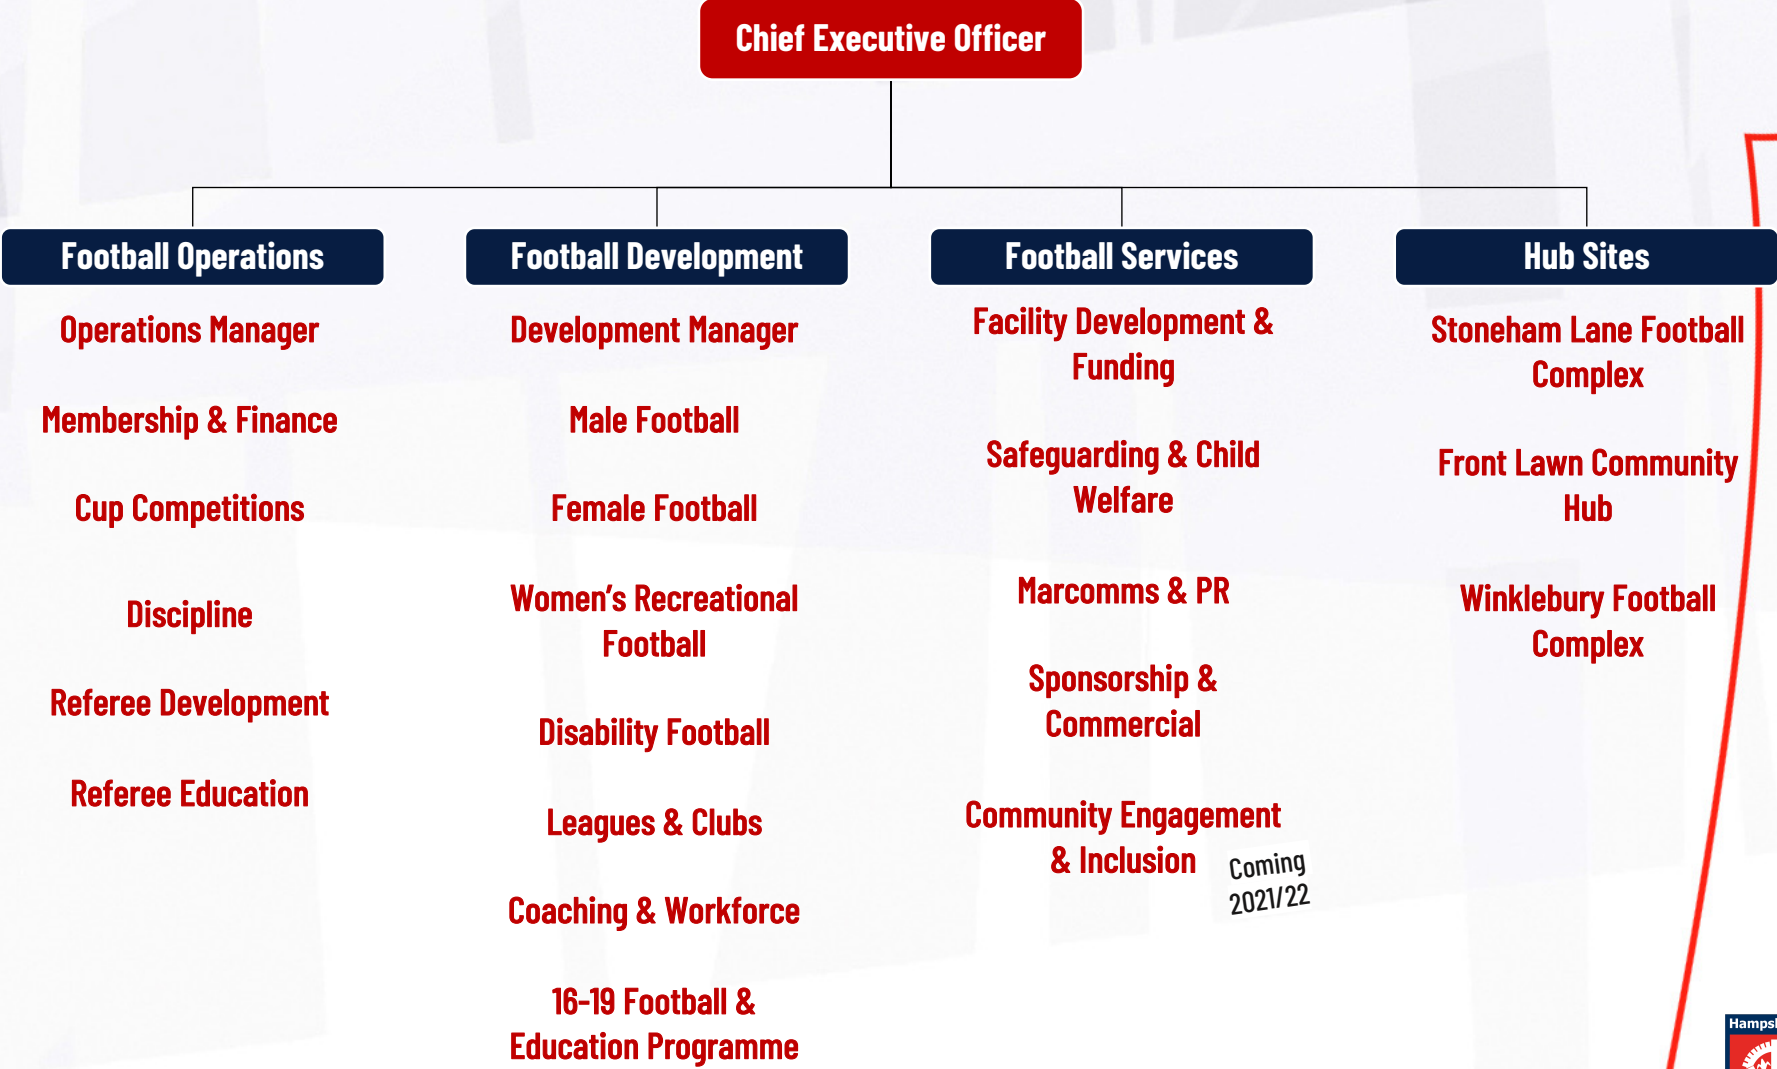 Chief Executive Officer
Football Operations
Operations Manager
Membership & Finance
Cup Competitions
Discipline
Referee Development
Referee Education
Football Development
Development Manager
Male Football
Female Football
Women’s Recreational
Football
Disability Football
Leagues & Clubs
Coaching & Workforce
16-19 Football &
Education Programme
Football Services
Facility Development &
Funding
Safeguarding & Child
Welfare
Marcomms & PR
Sponsorship &
Commercial
Community Engagement
& Inclusion
Coming
2021/22
Hub Sites
Stoneham Lane Football
Complex
Front Lawn Community
Hub
Winklebury Football
Complex